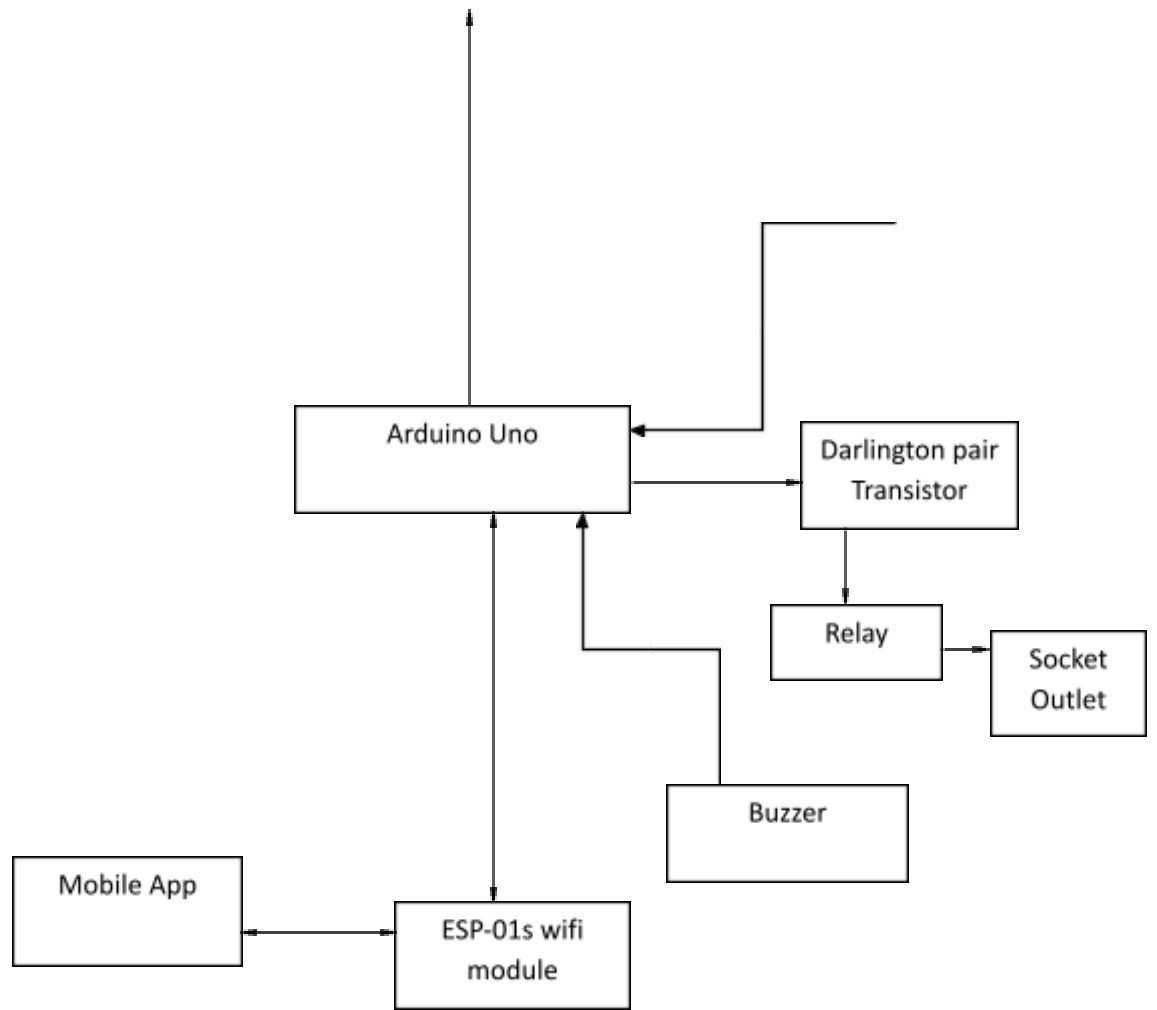 Arduino Uno
Darlington pair
Transistor
Relay
Socket
Outlet
Buzzer
Mobile App
ESP-01s wifi
module